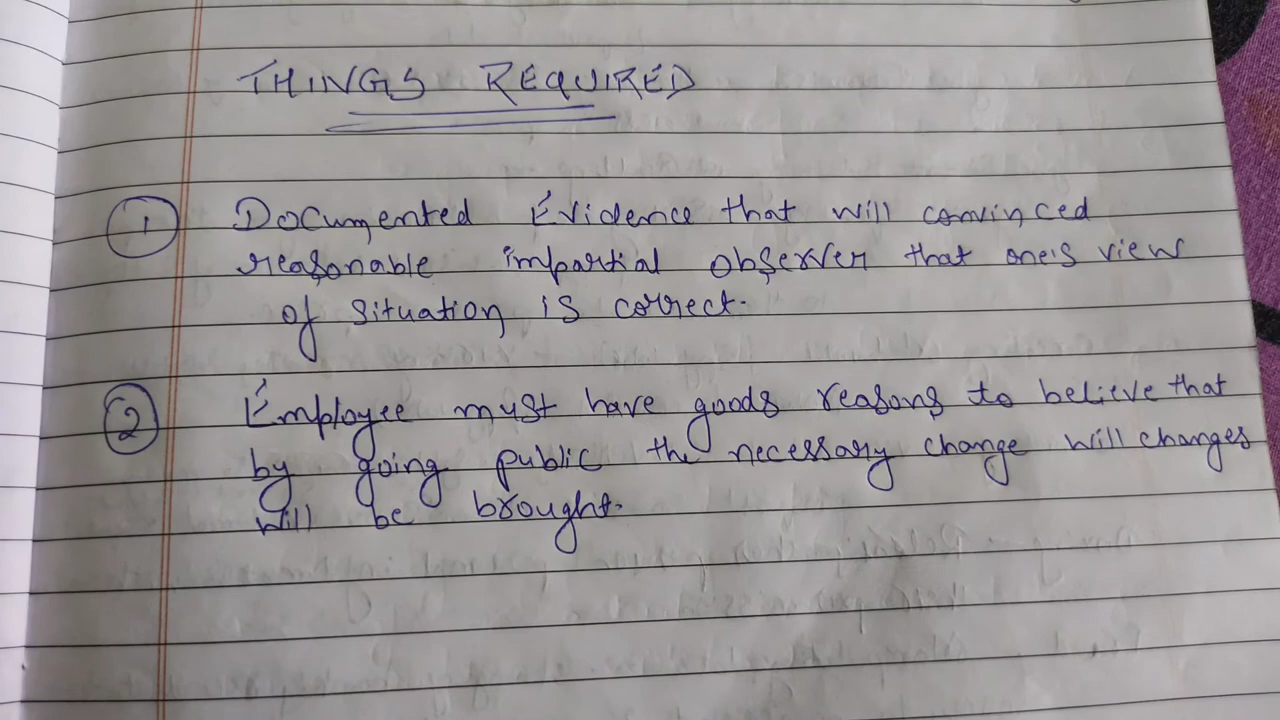 THINGS REQUIRED
1 Documented Evidence that will convinced
reasonable impartial observer that one's view
of situation is correct.
2 Employee must have goods reasons to believe that
by going public the necessary change will changes
will be brought.